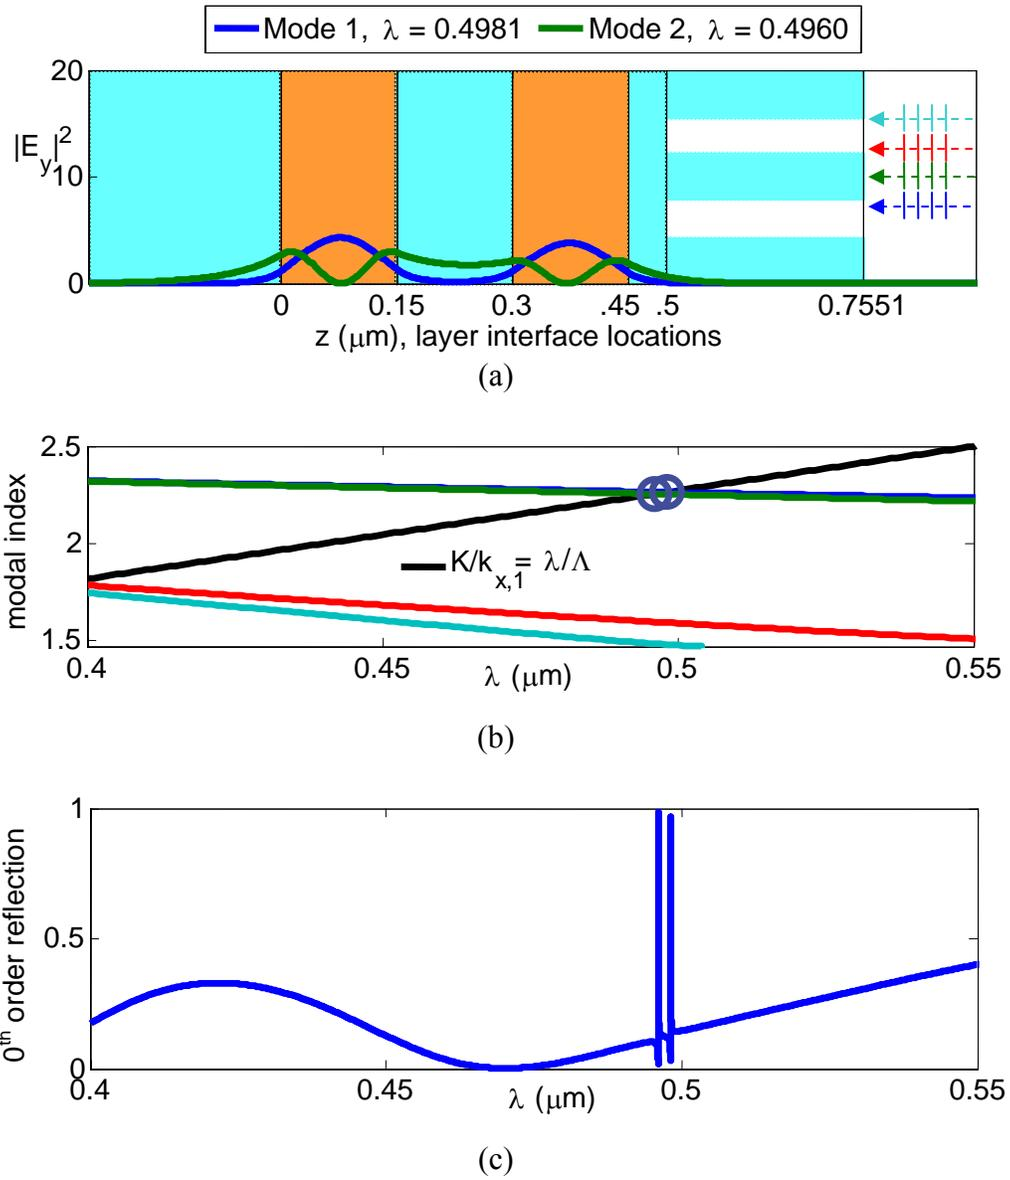 Mode 1, λ = 0.4981 Mode 2, λ = 0.4960
20
|E_y|^2
10
0
0 0.15 0.3 .45 .5 0.7551
z (μm), layer interface locations
(a)
2.5
modal index
2
K/k_x,1 = λ/Λ
1.5
0.4 0.45 0.5 0.55
λ (μm)
(b)
1
0^th order reflection
0.5
0
0.4 0.45 0.5 0.55
λ (μm)
(c)